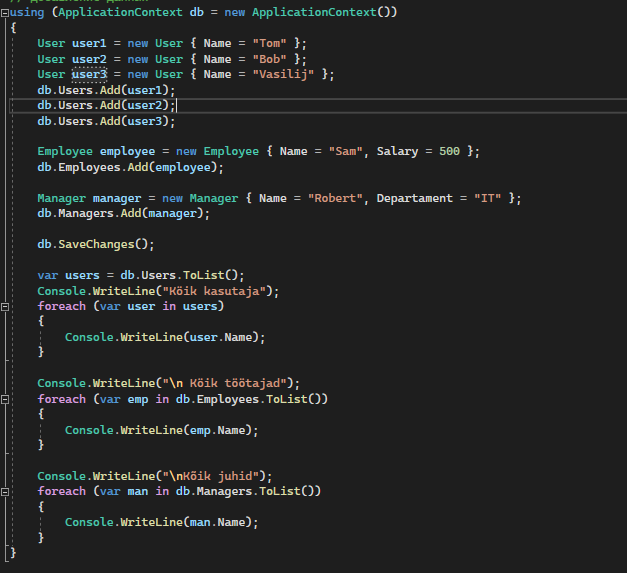 using (ApplicationContext db = new ApplicationContext())
{
User user1 = new User { Name = "Tom" };
User user2 = new User { Name = "Bob" };
User user3 = new User { Name = "Vasilij" };
db.Users.Add(user1);
db.Users.Add(user2);
db.Users.Add(user3);
Employee employee = new Employee { Name = "Sam", Salary = 500 };
db.Employees.Add(employee);
Manager manager = new Manager { Name = "Robert", Departament = "IT" };
db.Managers.Add(manager);
db.SaveChanges();
var users = db.Users.ToList();
Console.WriteLine("Kõik kasutaja");
foreach (var user in users)
{
Console.WriteLine(user.Name);
}
Console.WriteLine("\n Kõik töötajad");
foreach (var emp in db.Employees.ToList())
{
Console.WriteLine(emp.Name);
}
Console.WriteLine("\nKõik juhid");
foreach (var man in db.Managers.ToList())
{
Console.WriteLine(man.Name);
}
}